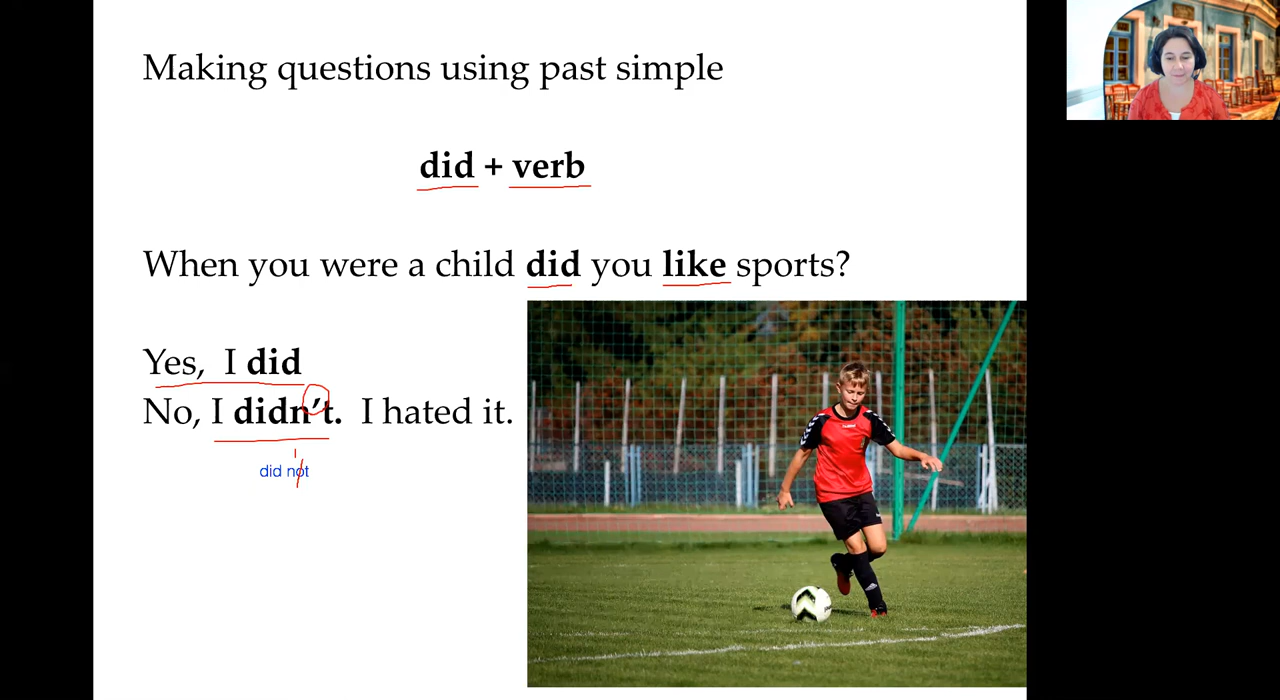 Making questions using past simple
did + verb
When you were a child did you like sports?
Yes, I did
No, I didn't. I hated it.
did not